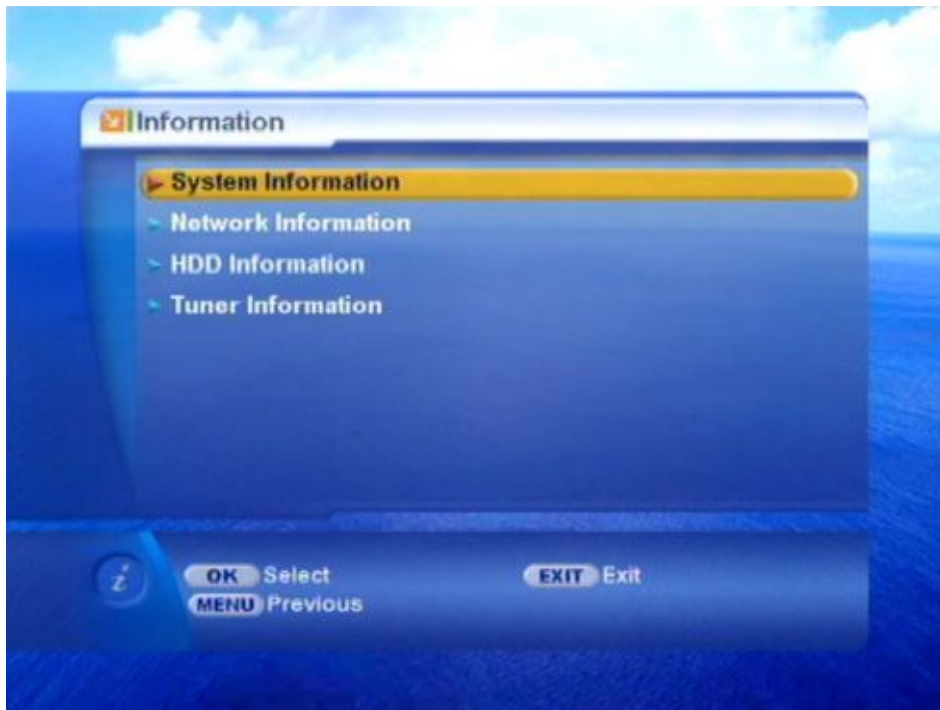 Information
System Information
Network Information
HDD Information
Tuner Information
i
OK Select
EXIT Exit
MENU Previous